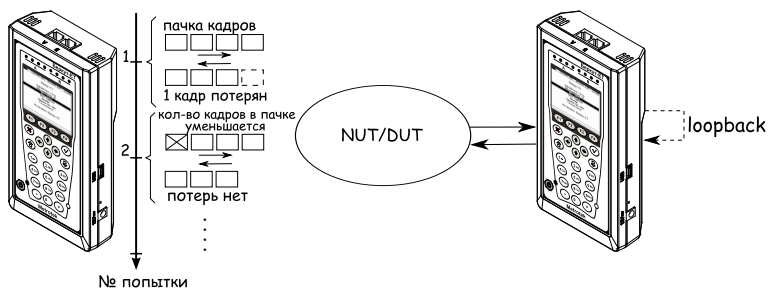 пачка кадров
1
1 кадр потерян
кол-во кадров в пачке
уменьшается
2
потерь нет
№ попытки
NUT/DUT
loopback